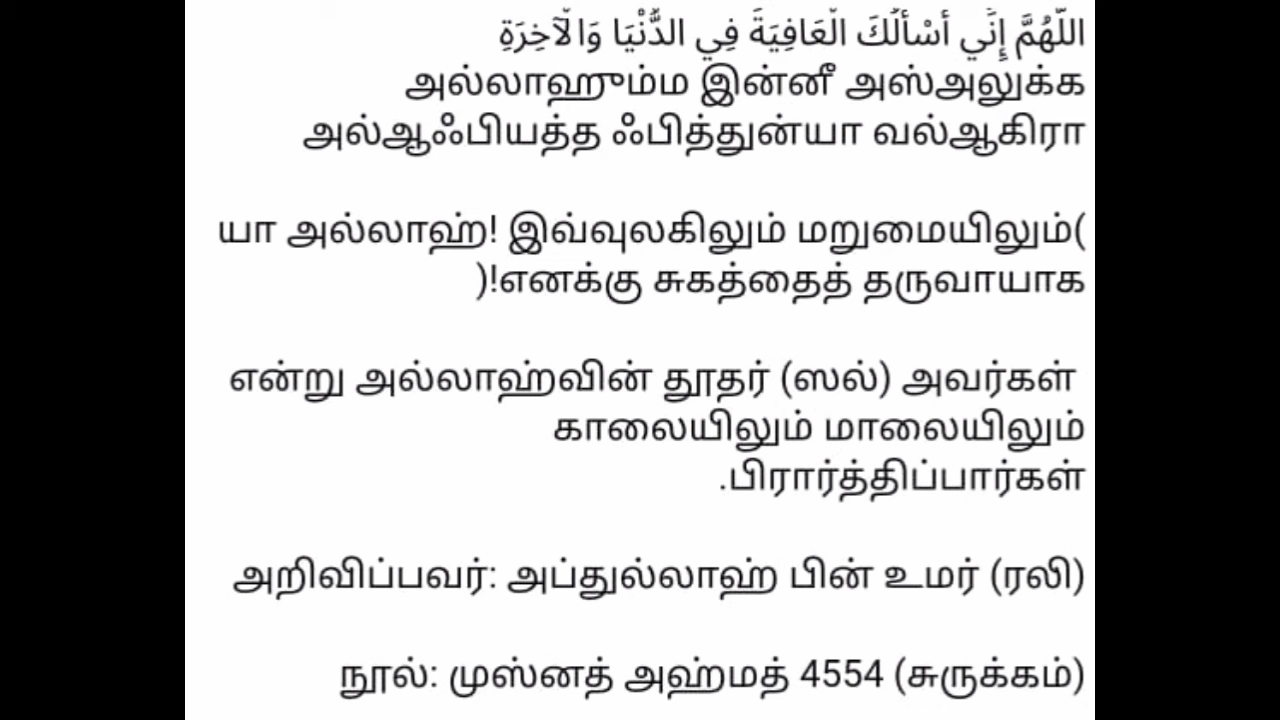 اللَّهُمَّ إِنِّي أَسْأَلُكَ الْعَافِيَةَ فِي الدُّنْيَا وَالْآخِرَةِ
அல்லாஹும்ம இன்னீ அஸ்அலுக்க
அல்ஆஃபியத்த ஃபித்துன்யா வல்ஆகிரா
யா அல்லாஹ்! இவ்வுலகிலும் மறுமையிலும்(
)!எனக்கு சுகத்தைத் தருவாயாக
என்று அல்லாஹ்வின் தூதர் (ஸல்) அவர்கள்
காலையிலும் மாலையிலும்
.பிரார்த்திப்பார்கள்
அறிவிப்பவர்: அப்துல்லாஹ் பின் உமர் (ரலி)
நூல்: முஸ்னத் அஹ்மத் 4554 (சுருக்கம்)